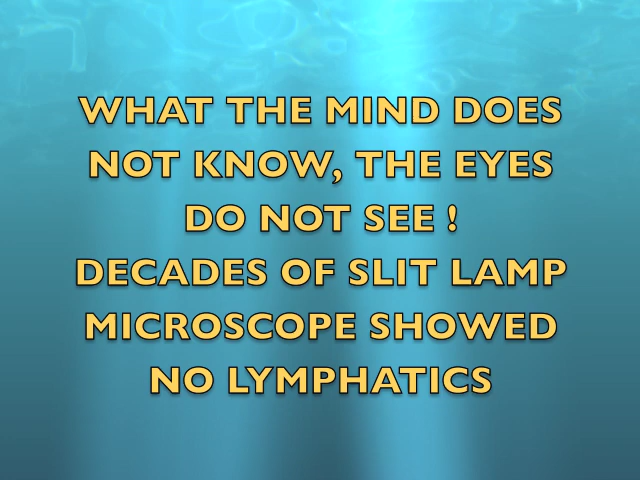 WHAT THE MIND DOES
NOT KNOW, THE EYES
DO NOT SEE !
DECADES OF SLIT LAMP
MICROSCOPE SHOWED
NO LYMPHATICS